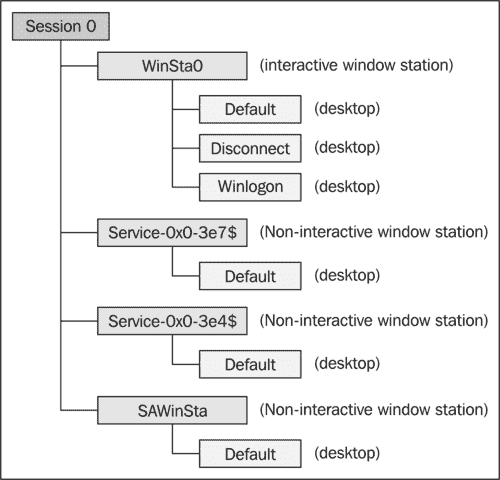 Session 0
WinSta0 (interactive window station)
Default (desktop)
Disconnect (desktop)
Winlogon (desktop)
Service-0x0-3e7$ (Non-interactive window station)
Default (desktop)
Service-0x0-3e4$ (Non-interactive window station)
Default (desktop)
SAWinSta (Non-interactive window station)
Default (desktop)